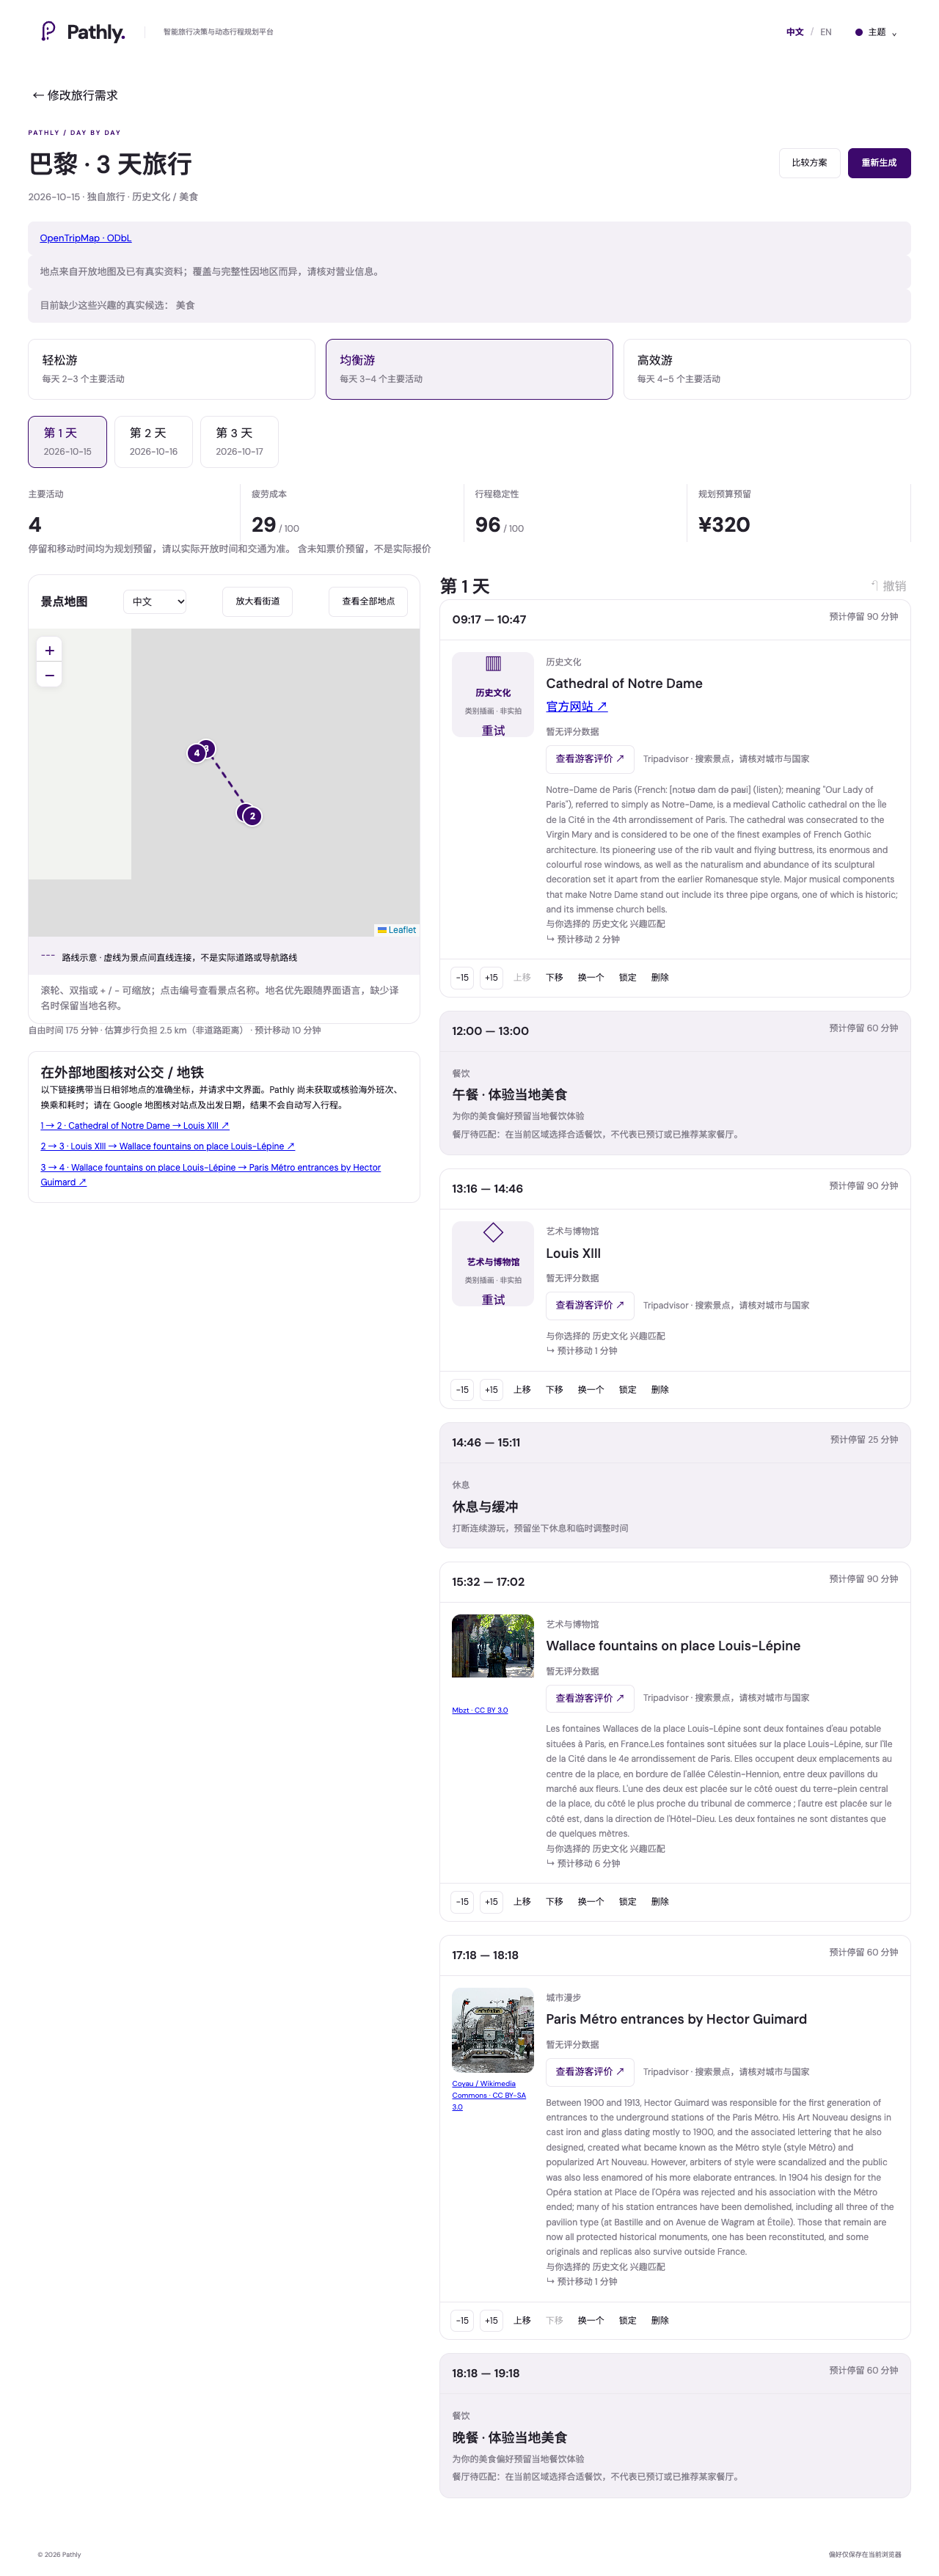 Pathly.
智能旅行决策与动态行程规划平台
中文 / EN
主题
← 修改旅行需求
PATHLY / DAY BY DAY
巴黎 · 3 天旅行
2026-10-15 · 独自旅行 · 历史文化 / 美食
比较方案
重新生成
OpenTripMap · ODbL
地点来自开放地图及已有真实资料；覆盖与完整性因地区而异，请核对营业信息。
目前缺少这些兴趣的真实候选： 美食
轻松游
每天 2–3 个主要活动
均衡游
每天 3–4 个主要活动
高效游
每天 4–5 个主要活动
第 1 天
2026-10-15
第 2 天
2026-10-16
第 3 天
2026-10-17
主要活动
4
疲劳成本
29 / 100
行程稳定性
96 / 100
规划预算预留
¥320
停留和移动时间均为规划预留，请以实际开放时间和交通为准。 含未知票价预留，不是实际报价
景点地图
中文
放大看街道
查看全部地点
+
−
4
2
Leaflet
--- 路线示意 · 虚线为景点间直线连接，不是实际道路或导航路线
滚轮、双指或 + / − 可缩放；点击编号查看景点名称。地名优先跟随界面语言，缺少译
名时保留当地名称。
自由时间 175 分钟 · 估算步行负担 2.5 km（非道路距离） · 预计移动 10 分钟
在外部地图核对公交 / 地铁
以下链接携带当日相邻地点的准确坐标，并请求中文界面。Pathly 尚未获取或核验海外班次、
换乘和耗时；请在 Google 地图核对站点及出发日期，结果不会自动写入行程。
1 → 2 · Cathedral of Notre Dame → Louis XIII ↗
2 → 3 · Louis XIII → Wallace fountains on place Louis-Lépine ↗
3 → 4 · Wallace fountains on place Louis-Lépine → Paris Métro entrances by Hector
Guimard ↗
第 1 天
撤销
09:17 — 10:47
预计停留 90 分钟
历史文化
类别插画 · 非实拍
重试
历史文化
Cathedral of Notre Dame
官方网站 ↗
暂无评分数据
查看游客评价 ↗
Tripadvisor · 搜索景点，请核对城市与国家
Notre-Dame de Paris (French: [nɔtʁə dam də paʁi] (listen); meaning "Our Lady of
Paris"), referred to simply as Notre-Dame, is a medieval Catholic cathedral on the Île
de la Cité in the 4th arrondissement of Paris. The cathedral was consecrated to the
Virgin Mary and is considered to be one of the finest examples of French Gothic
architecture. Its pioneering use of the rib vault and flying buttress, its enormous and
colourful rose windows, as well as the naturalism and abundance of its sculptural
decoration set it apart from the earlier Romanesque style. Major musical components
that make Notre Dame stand out include its three pipe organs, one of which is historic;
and its immense church bells.
与你选择的 历史文化 兴趣匹配
↳ 预计移动 2 分钟
-15 +15 上移 下移 换一个 锁定 删除
12:00 — 13:00
预计停留 60 分钟
餐饮
午餐 · 体验当地美食
为你的美食偏好预留当地餐饮体验
餐厅待匹配：在当前区域选择合适餐饮，不代表已预订或已推荐某家餐厅。
13:16 — 14:46
预计停留 90 分钟
艺术与博物馆
类别插画 · 非实拍
重试
艺术与博物馆
Louis XIII
暂无评分数据
查看游客评价 ↗
Tripadvisor · 搜索景点，请核对城市与国家
与你选择的 历史文化 兴趣匹配
↳ 预计移动 1 分钟
-15 +15 上移 下移 换一个 锁定 删除
14:46 — 15:11
预计停留 25 分钟
休息
休息与缓冲
打断连续游玩，预留坐下休息和临时调整时间
15:32 — 17:02
预计停留 90 分钟
Mbzt · CC BY 3.0
艺术与博物馆
Wallace fountains on place Louis-Lépine
暂无评分数据
查看游客评价 ↗
Tripadvisor · 搜索景点，请核对城市与国家
Les fontaines Wallaces de la place Louis-Lépine sont deux fontaines d'eau potable
situées à Paris, en France.Les fontaines sont situées sur la place Louis-Lépine, sur l'île
de la Cité dans le 4e arrondissement de Paris. Elles occupent deux emplacements au
centre de la place, en bordure de l'allée Célestin-Hennion, entre deux pavillons du
marché aux fleurs. L'une des deux est placée sur le côté ouest du terre-plein central
de la place, du côté le plus proche du tribunal de commerce ; l'autre est placée sur le
côté est, dans la direction de l'Hôtel-Dieu. Les deux fontaines ne sont distantes que
de quelques mètres.
与你选择的 历史文化 兴趣匹配
↳ 预计移动 6 分钟
-15 +15 上移 下移 换一个 锁定 删除
17:18 — 18:18
预计停留 60 分钟
Coyau / Wikimedia
Commons · CC BY-SA
3.0
城市漫步
Paris Métro entrances by Hector Guimard
暂无评分数据
查看游客评价 ↗
Tripadvisor · 搜索景点，请核对城市与国家
Between 1900 and 1913, Hector Guimard was responsible for the first generation of
entrances to the underground stations of the Paris Métro. His Art Nouveau designs in
cast iron and glass dating mostly to 1900, and the associated lettering that he also
designed, created what became known as the Métro style (style Métro) and
popularized Art Nouveau. However, arbiters of style were scandalized and the public
was also less enamored of his more elaborate entrances. In 1904 his design for the
Opéra station at Place de l'Opéra was rejected and his association with the Métro
ended; many of his station entrances have been demolished, including all three of the
pavilion type (at Bastille and on Avenue de Wagram at Étoile). Those that remain are
now all protected historical monuments, one has been reconstituted, and some
originals and replicas also survive outside France.
与你选择的 历史文化 兴趣匹配
↳ 预计移动 1 分钟
-15 +15 上移 下移 换一个 锁定 删除
18:18 — 19:18
预计停留 60 分钟
餐饮
晚餐 · 体验当地美食
为你的美食偏好预留当地餐饮体验
餐厅待匹配：在当前区域选择合适餐饮，不代表已预订或已推荐某家餐厅。
© 2026 Pathly
偏好仅保存在当前浏览器